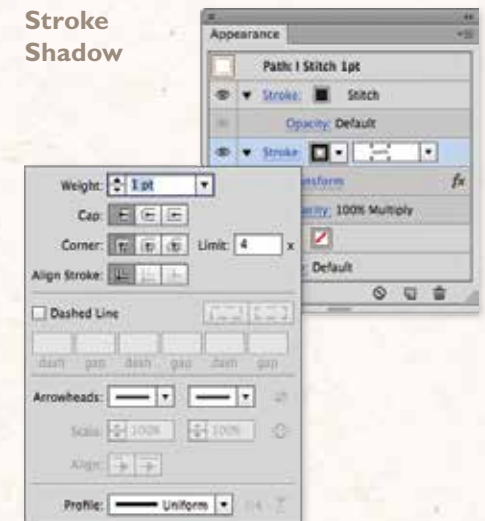 Stroke
Shadow
Appearance
Path: I Stitch 1pt
Stroke: Stitch
Opacity: Default
Stroke:
fx
100% Multiply
Default
Weight: 1 pt
Cap:
Corner: Limit: 4 x
Align Stroke:
Dashed Line
dash gap dash gap dash gap
Arrowheads:
Scale: 100% 100%
Align:
Profile: Uniform